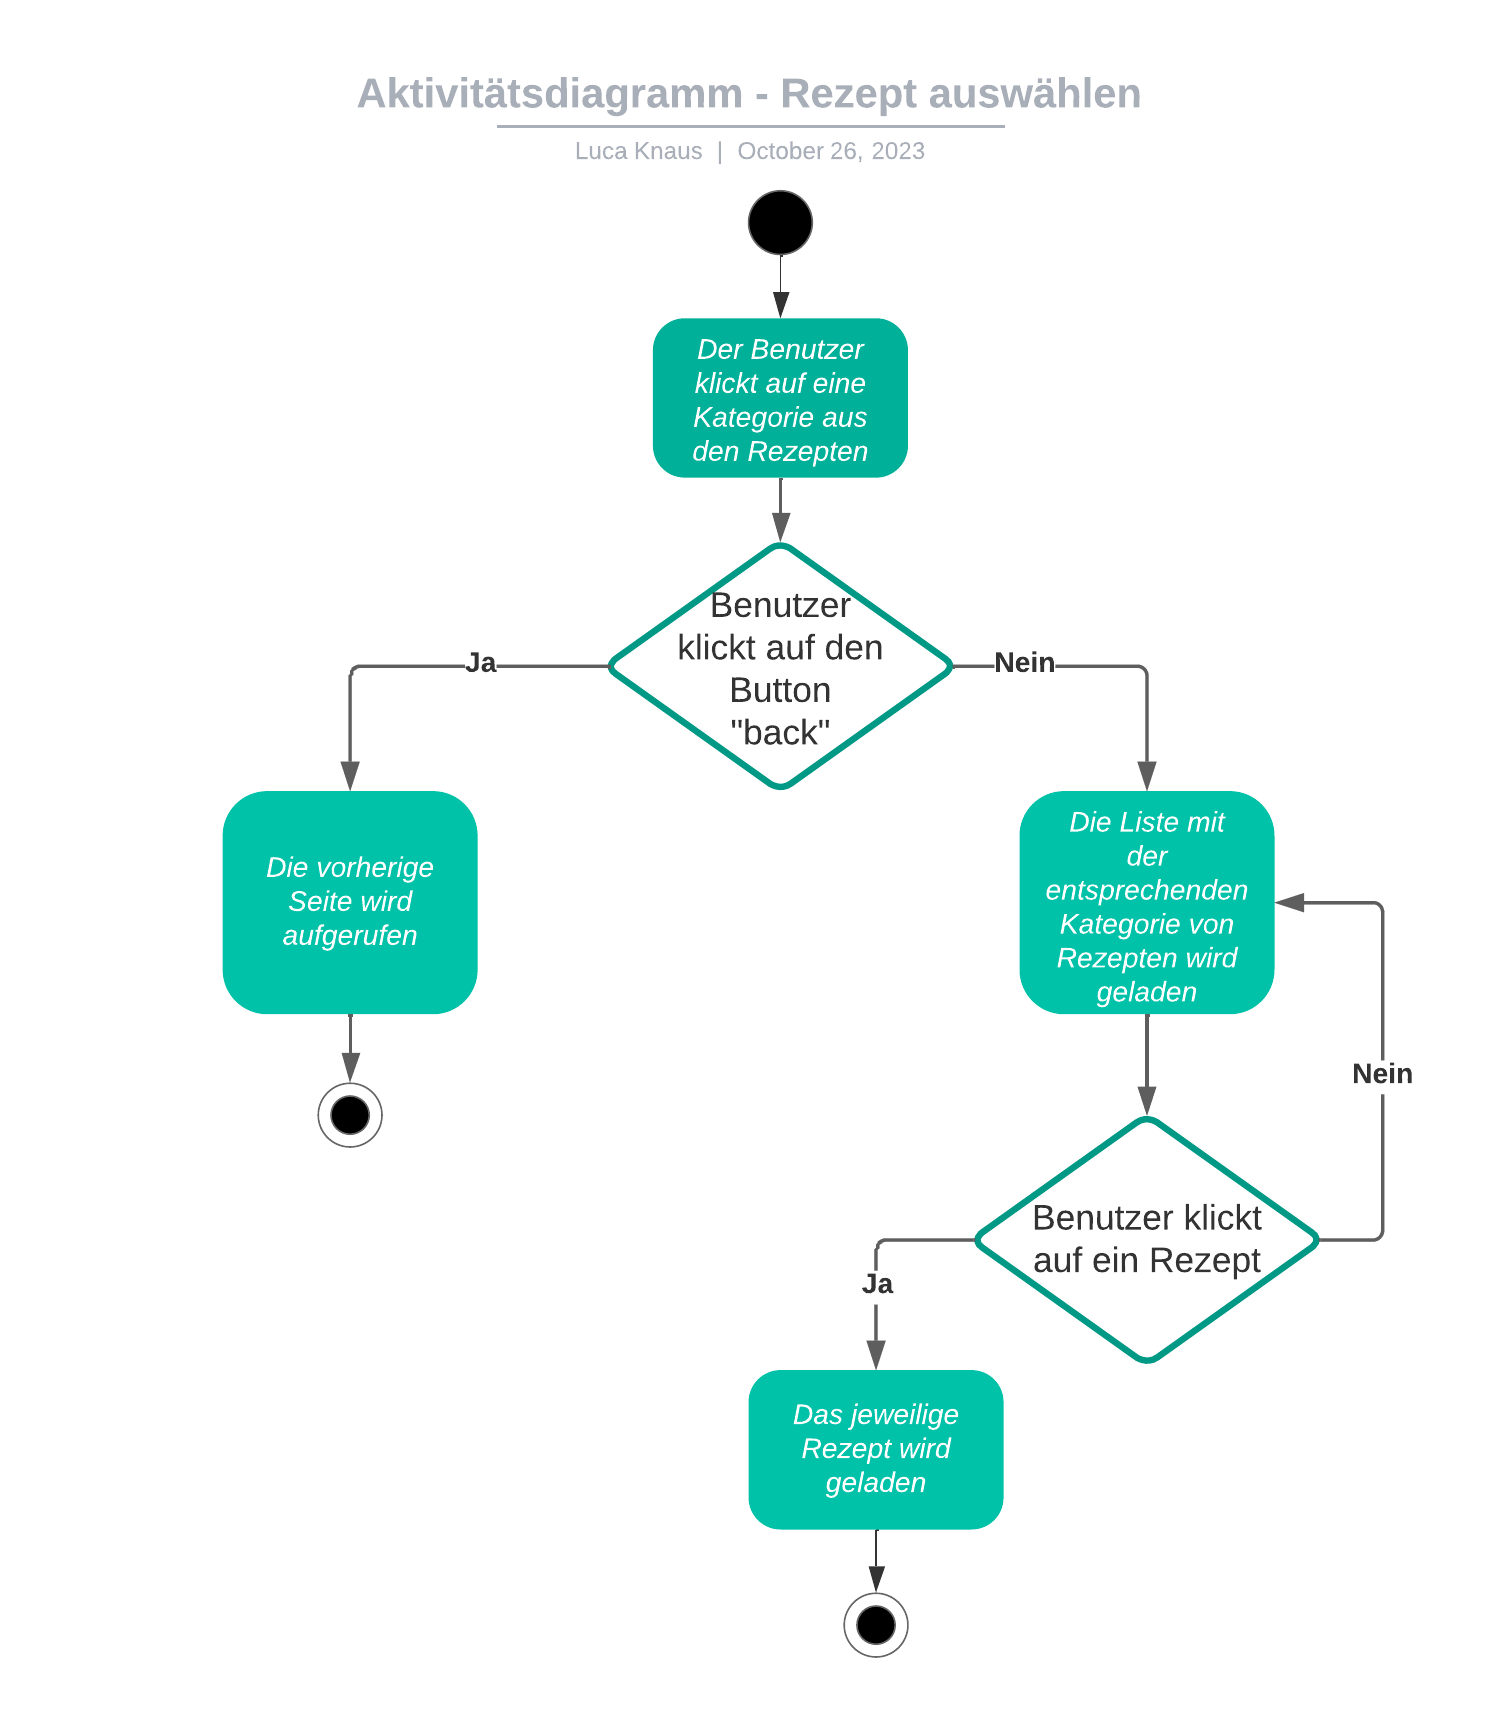 Aktivitätsdiagramm - Rezept auswählen
Luca Knaus | October 26, 2023
Der Benutzer
klickt auf eine
Kategorie aus
den Rezepten
Benutzer
klickt auf den
Button
"back"
Ja
Nein
Die vorherige
Seite wird
aufgerufen
Die Liste mit
der
entsprechenden
Kategorie von
Rezepten wird
geladen
Nein
Benutzer klickt
auf ein Rezept
Ja
Das jeweilige
Rezept wird
geladen